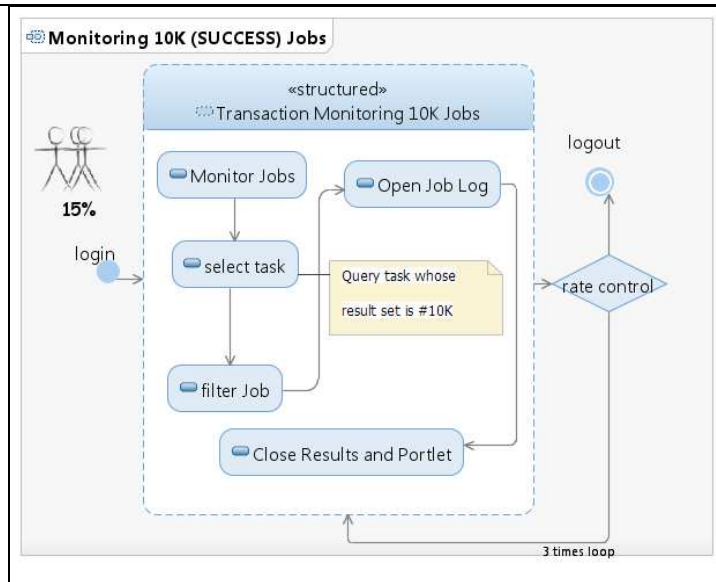 Monitoring 10K (SUCCESS) Jobs
«structured»
Transaction Monitoring 10K Jobs
Monitor Jobs
Open Job Log
logout
15%
login
select task
Query task whose
result set is #10K
rate control
filter Job
Close Results and Portlet
3 times loop